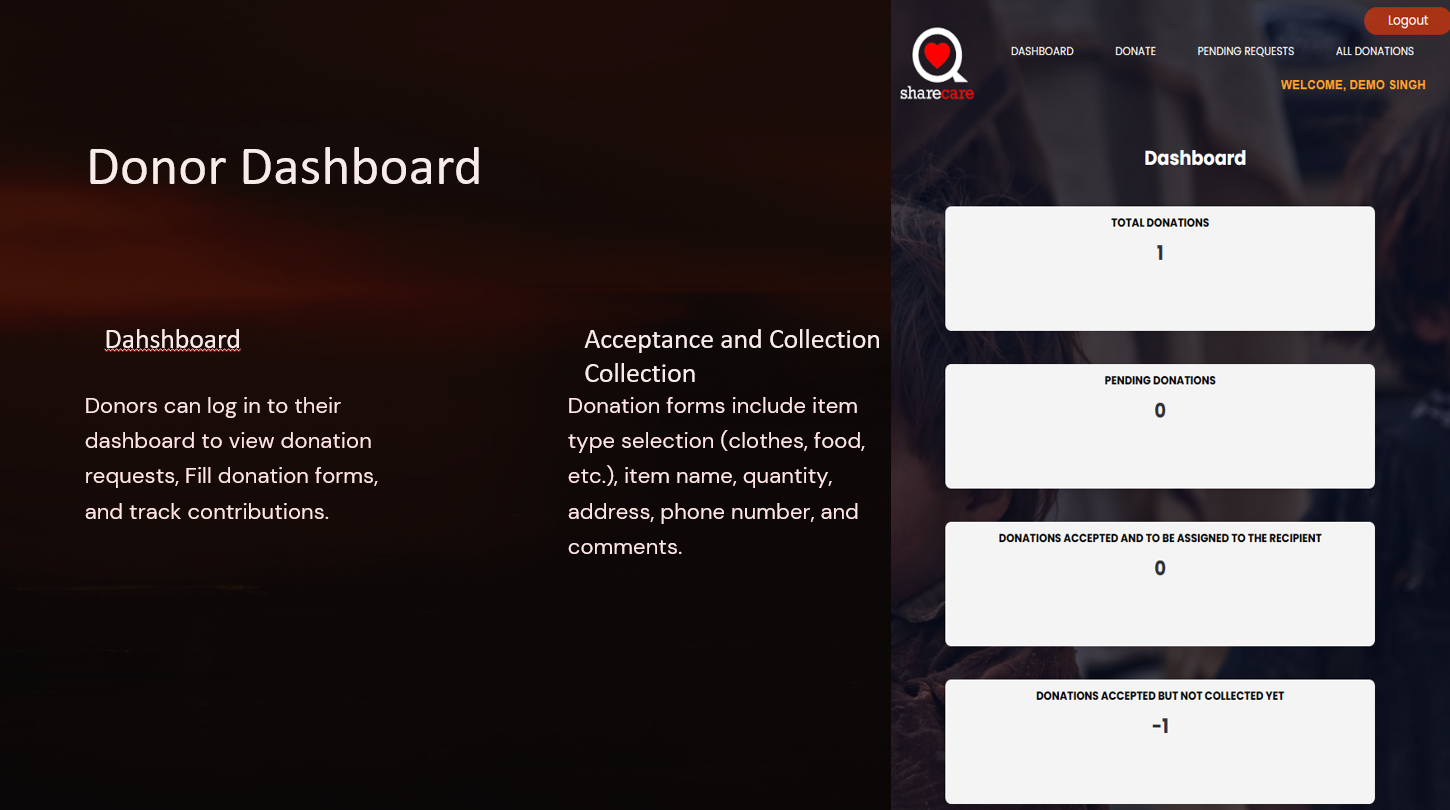 Donor Dashboard
Dahshboard
Donors can log in to their
dashboard to view donation
requests, Fill donation forms,
and track contributions.
Acceptance and Collection
Collection
Donation forms include item
type selection (clothes, food,
etc.), item name, quantity,
address, phone number, and
comments.
Logout
sharecare
DASHBOARD DONATE PENDING REQUESTS ALL DONATIONS
WELCOME, DEMO SINGH
Dashboard
TOTAL DONATIONS
1
PENDING DONATIONS
0
DONATIONS ACCEPTED AND TO BE ASSIGNED TO THE RECIPIENT
0
DONATIONS ACCEPTED BUT NOT COLLECTED YET
-1